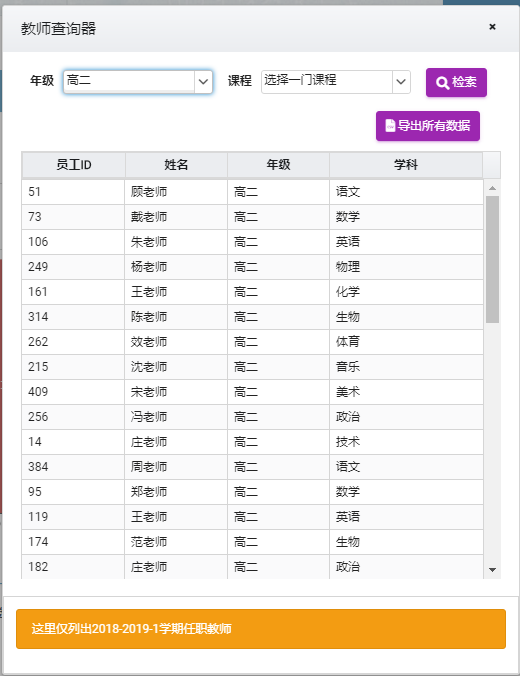 教师查询器 ×
年级 高二 课程 选择一门课程 检索
导出所有数据
员工ID 姓名 年级 学科
51 顾老师 高二 语文
73 戴老师 高二 数学
106 朱老师 高二 英语
249 杨老师 高二 物理
161 王老师 高二 化学
314 陈老师 高二 生物
262 效老师 高二 体育
215 沈老师 高二 音乐
409 宋老师 高二 美术
256 冯老师 高二 政治
14 庄老师 高二 技术
384 周老师 高二 语文
95 郑老师 高二 数学
119 王老师 高二 英语
174 范老师 高二 生物
182 庄老师 高二 政治
这里仅列出2018-2019-1学期任职教师